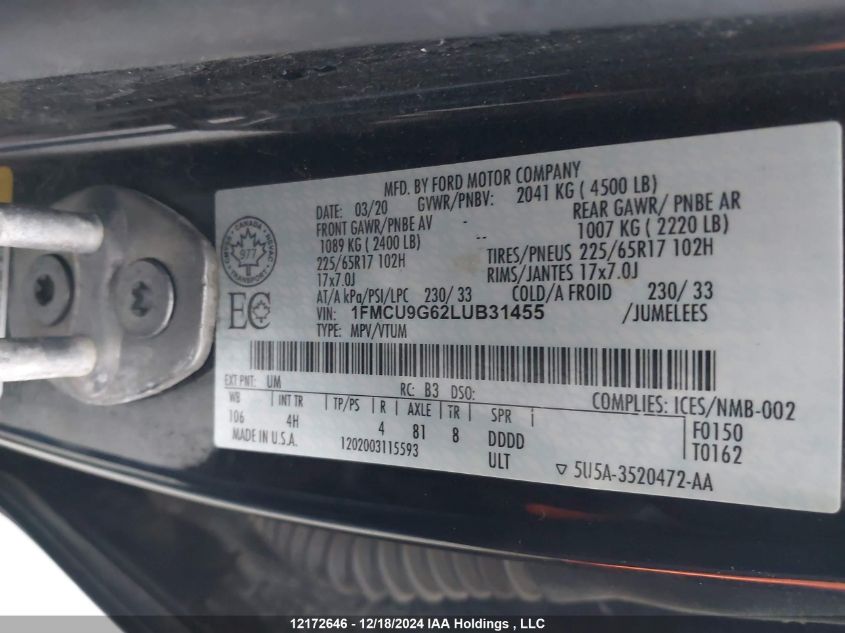 MFD. BY FORD MOTOR COMPANY
DATE: 03/20 GVWR/PNBV: 2041 KG ( 4500 LB)
FRONT GAWR/ PNBE AV -- REAR GAWR/ PNBE AR
1089 KG ( 2400 LB) -- 1007 KG ( 2220 LB)
225/65R17 102H TIRES/PNEUS 225/65R17 102H
17x7.0J RIMS/JANTES 17x7.0J
AT/A kPa/PSI/LPC 230/ 33 COLD/A FROID 230/ 33
VIN: 1FMCU9G62LUB31455 /JUMELEES
TYPE: MPV/VTUM
CANADA
977
TRANSPORT
EC
EXT PNT: UM RC: B3 DSO: COMPLIES: ICES/NMB-002
WB INT TR TP/PS R AXLE TR SPR F0150
106 4H 4 81 8 DDDD T0162
MADE IN U.S.A. 1202003115593 ULT ▽ 5U5A-3520472-AA
12172646 - 12/18/2024 IAA Holdings , LLC